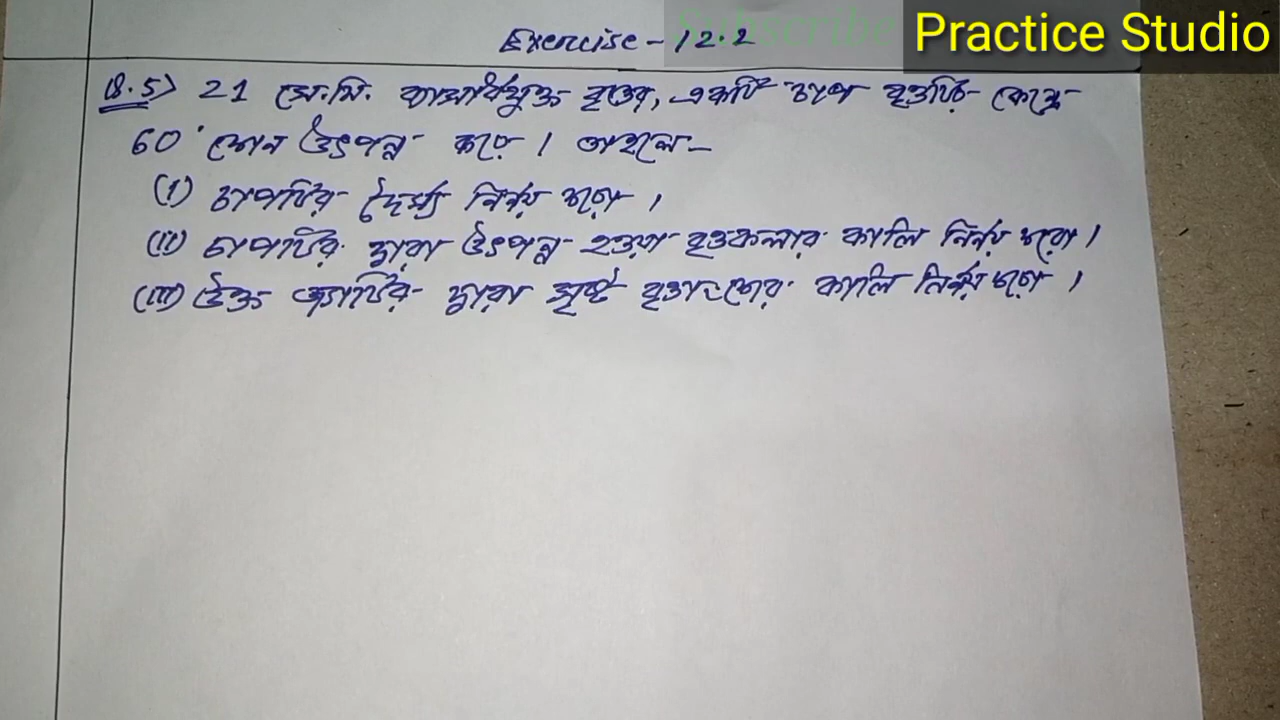 Subscribe
Practice Studio
Exercise - 12.2
Q.5) 21 সে.মি. ব্যাসার্ধযুক্ত বৃত্তের, একটি চাপে বৃত্তটির কেন্দ্রে
60° কোন উৎপন্ন করে। তাহলে-
(i) চাপটির দৈর্ঘ্য নির্ণয় করো।
(ii) চাপটির দ্বারা উৎপন্ন হওয়া বৃত্তকলার কালি নির্ণয় করো।
(iii) উক্ত জ্যাটির দ্বারা সৃষ্ট বৃত্তাংশের কালি নির্ণয় করো।